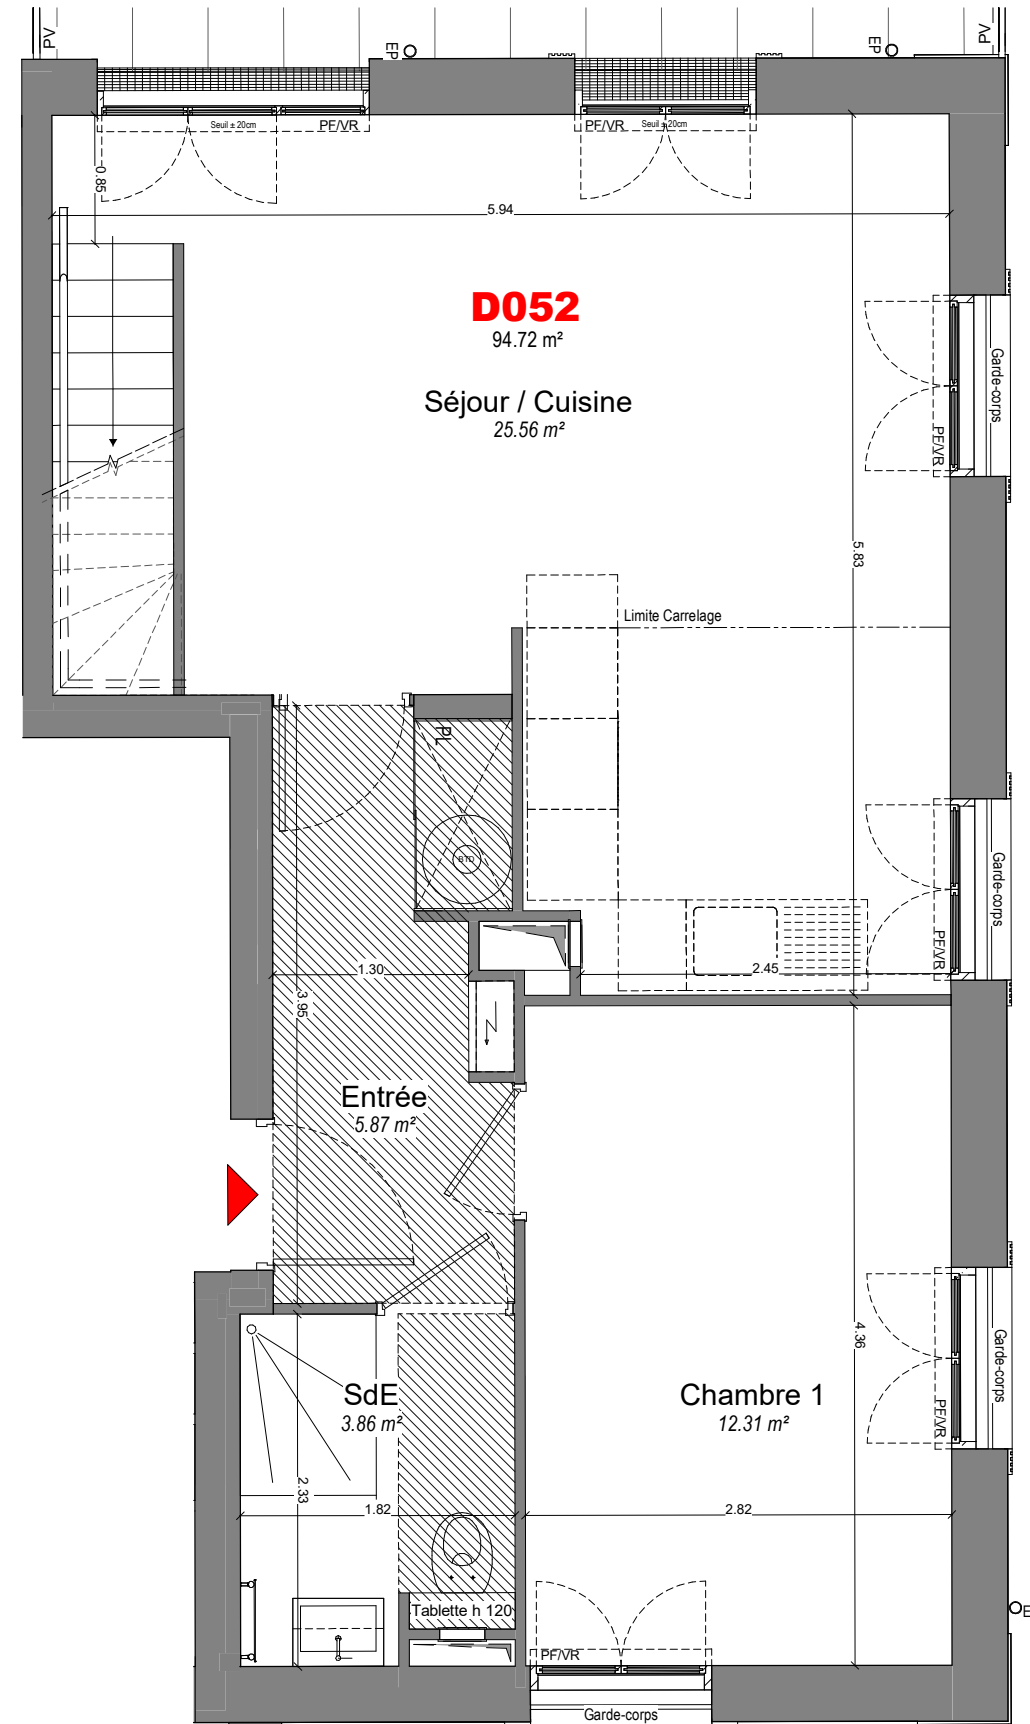 PV
EP
EP
PV
Seuil ± 20cm
PF/VR
PF/VR
Seuil ± 20cm
0.85
5.94
D052
94.72 m²
Séjour / Cuisine
25.56 m²
Garde-corps
PF/VR
5.83
Limite Carrelage
PL
BTD
Garde-corps
PF/VR
1.30
2.45
3.95
Entrée
5.87 m²
4.36
Garde-corps
PF/VR
SdE
3.86 m²
Chambre 1
12.31 m²
2.33
1.82
2.82
Tablette h 120
E
PF/VR
Garde-corps